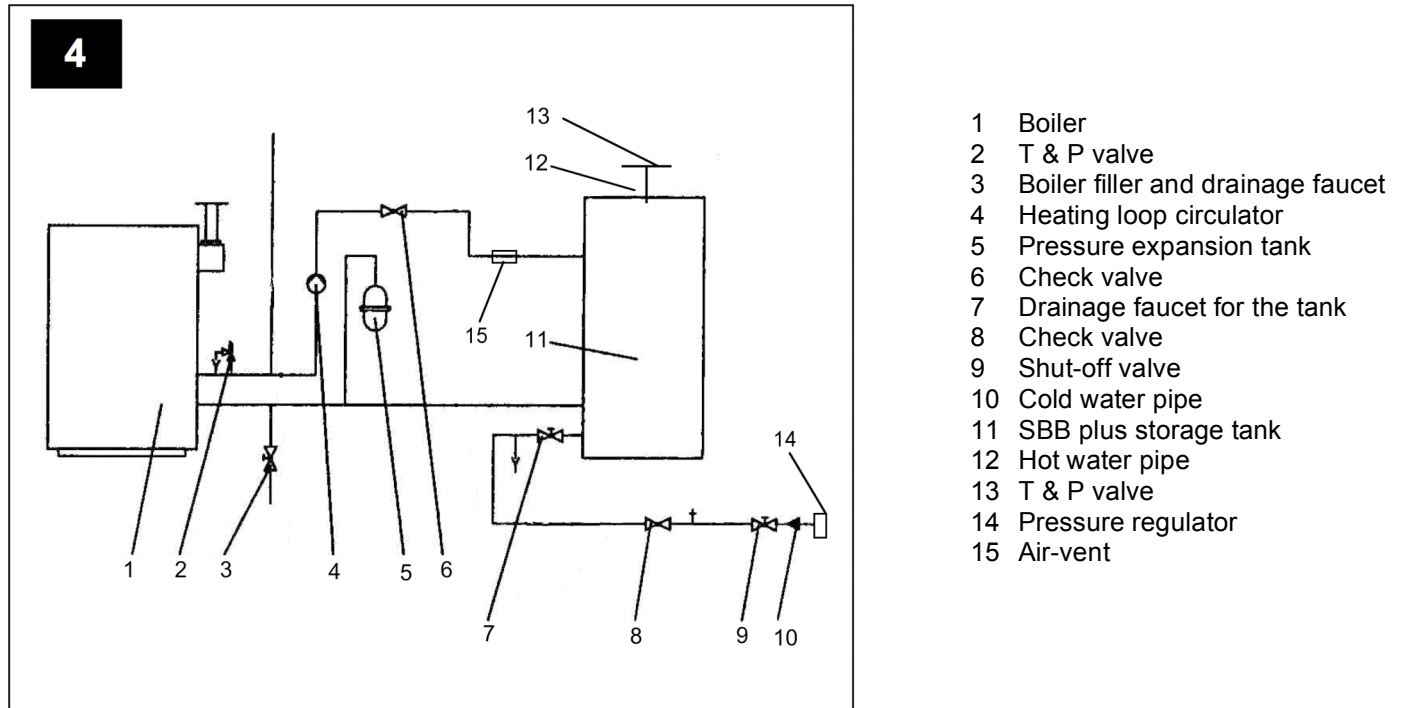 4
13
12
15
11
14
1
2
3
4
5
6
7
8
9
10
1 Boiler
2 T & P valve
3 Boiler filler and drainage faucet
4 Heating loop circulator
5 Pressure expansion tank
6 Check valve
7 Drainage faucet for the tank
8 Check valve
9 Shut-off valve
10 Cold water pipe
11 SBB plus storage tank
12 Hot water pipe
13 T & P valve
14 Pressure regulator
15 Air-vent